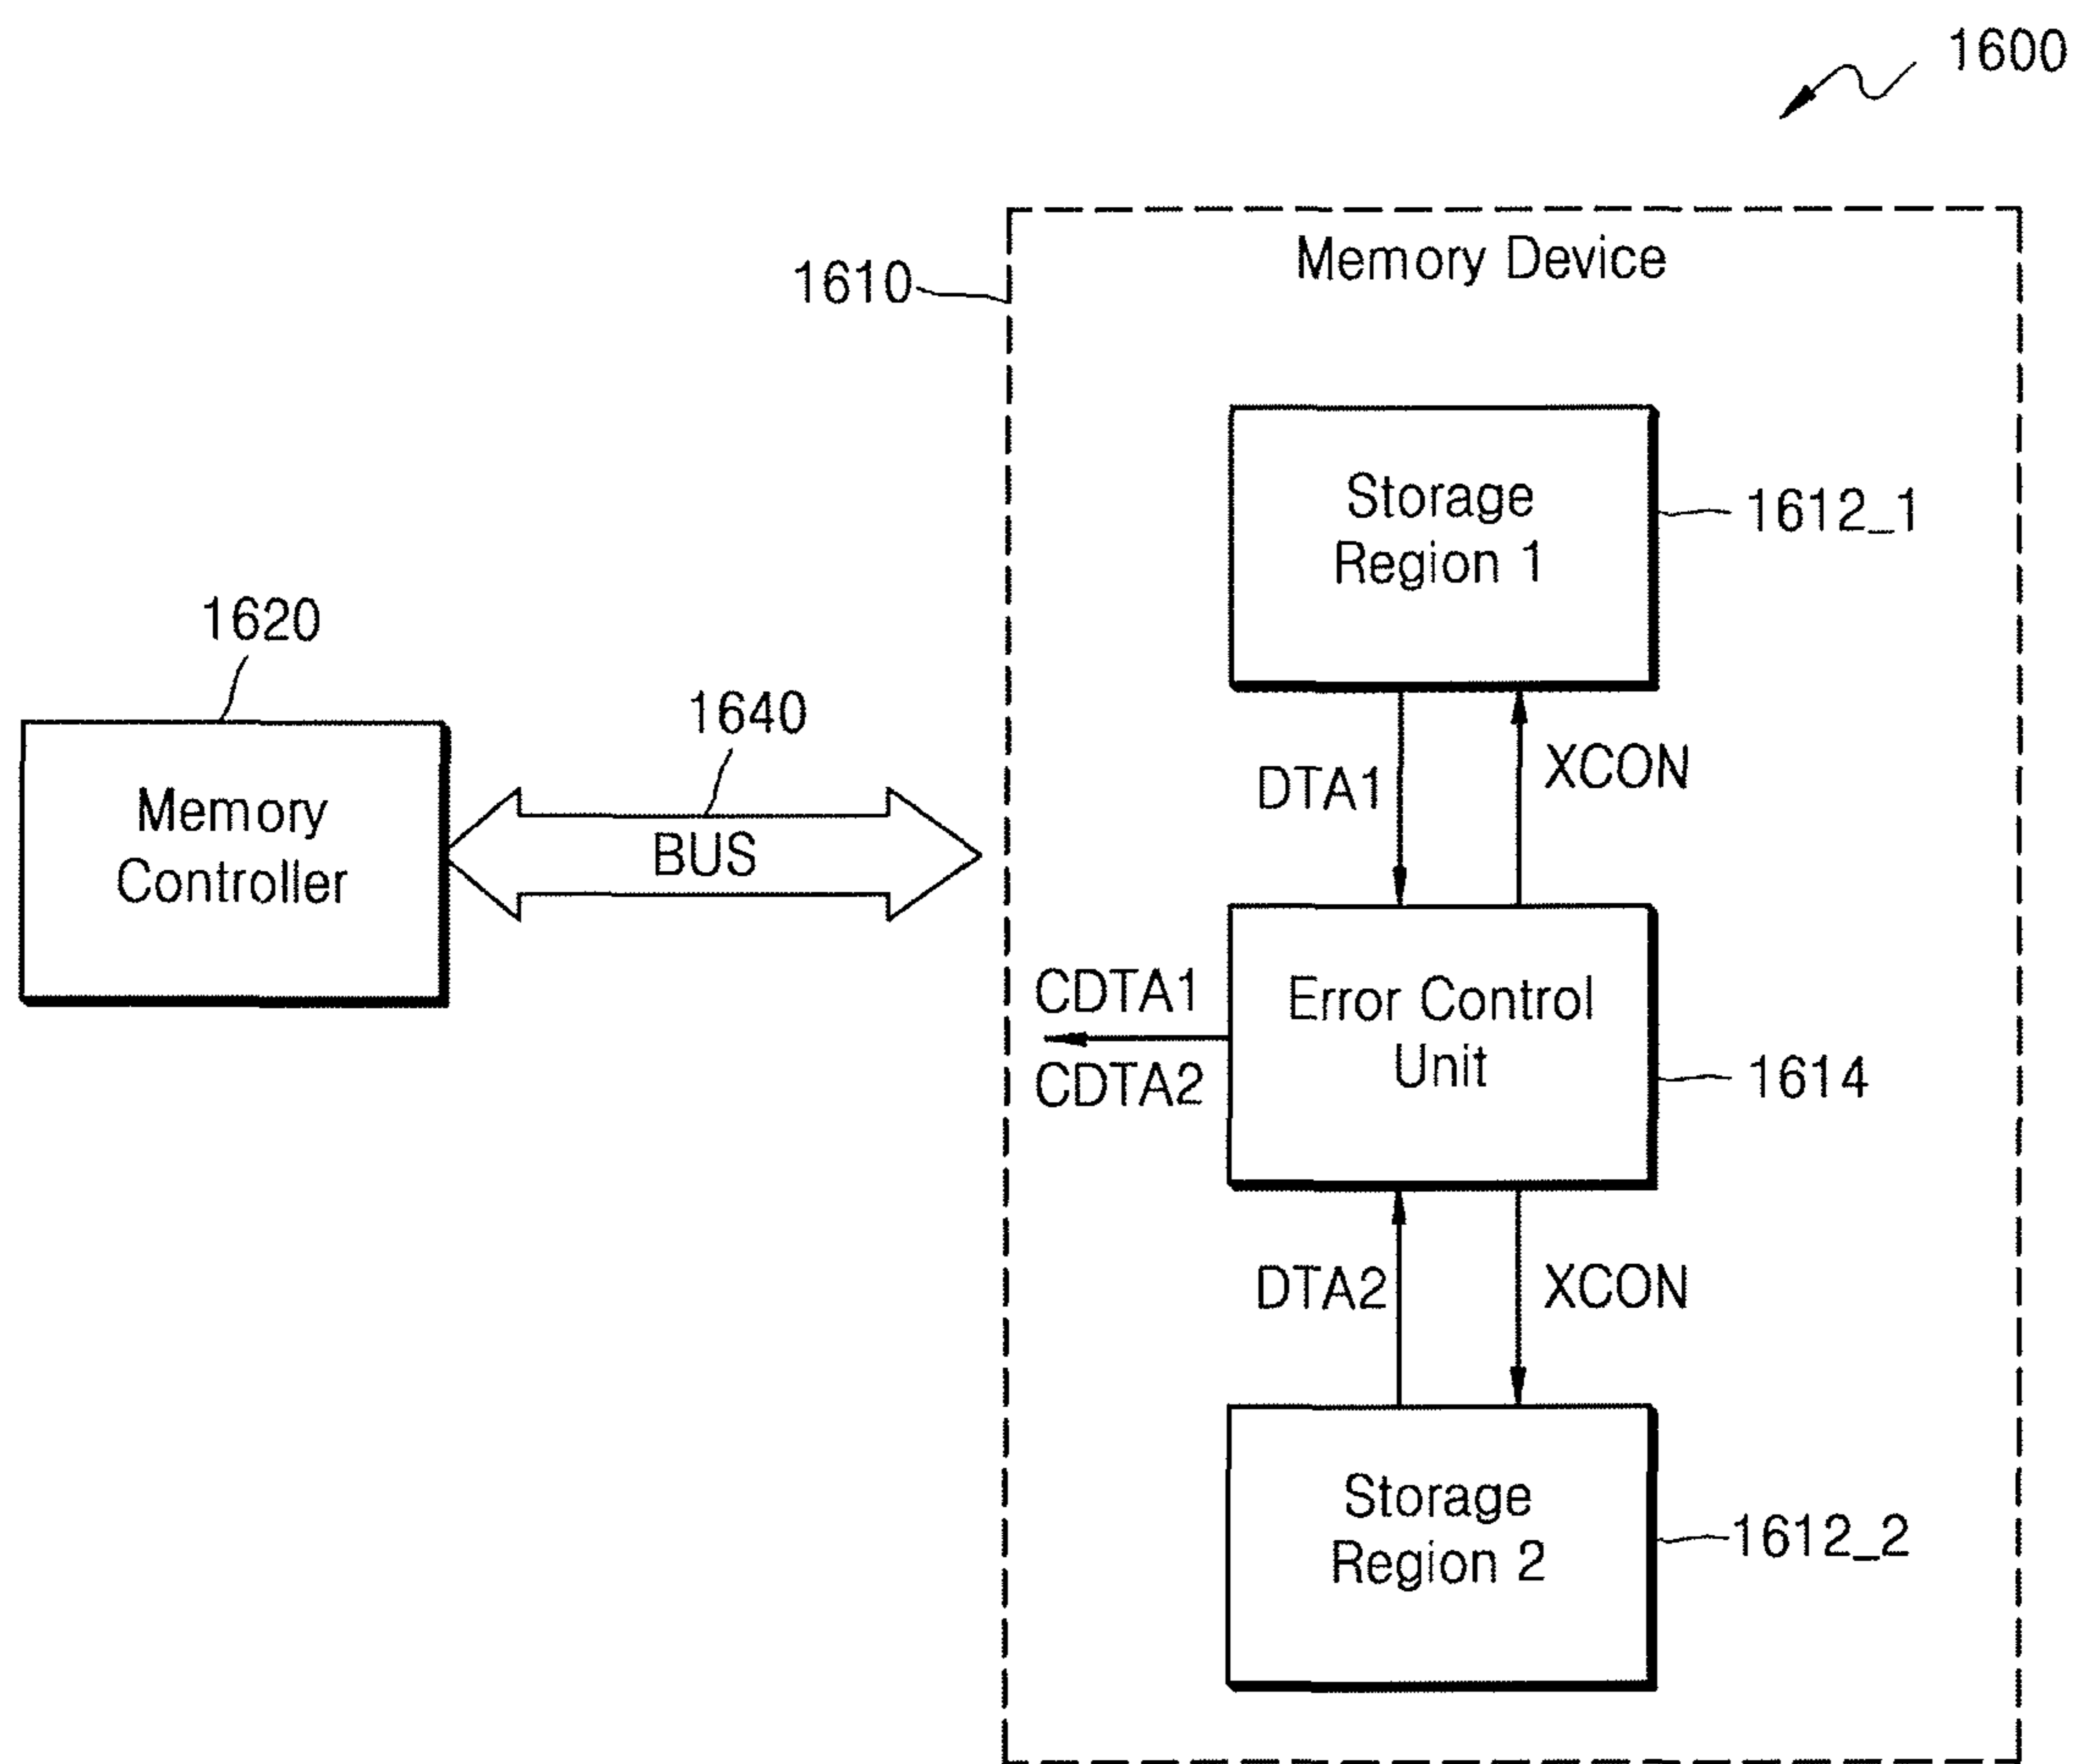 1600
Memory Device
1610
Storage
Region 1
1612_1
1620
1640
Memory
Controller
BUS
DTA1
XCON
CDTA1
CDTA2
Error Control
Unit
1614
DTA2
XCON
Storage
Region 2
1612_2